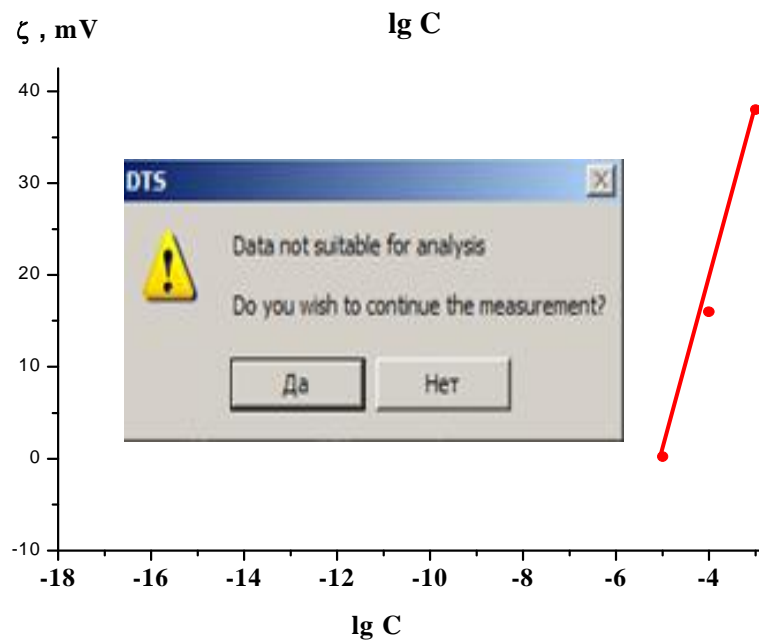 ζ , mV
lg C
40
30
20
10
0
-10
DTS
Data not suitable for analysis
Do you wish to continue the measurement?
Да
Нет
-18 -16 -14 -12 -10 -8 -6 -4
lg C